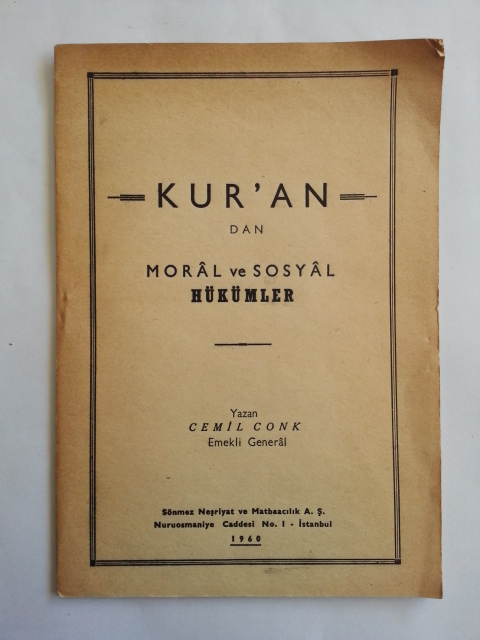 KUR'AN
DAN
MORÂL ve SOSYÂL
HÜKÜMLER
Yazan
CEMİL CONK
Emekli Generâl
Sönmez Neşriyat ve Matbaacılık A. Ş.
Nuruosmaniye Caddesi No. 1 - İstanbul
1960